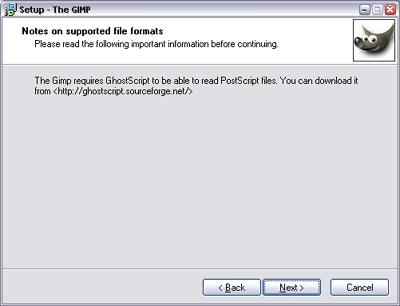 Setup - The GIMP
Notes on supported file formats
Please read the following important information before continuing.
The Gimp requires GhostScript to be able to read PostScript files. You can download it
from <http://ghostscript.sourceforge.net/>
< Back
Next >
Cancel